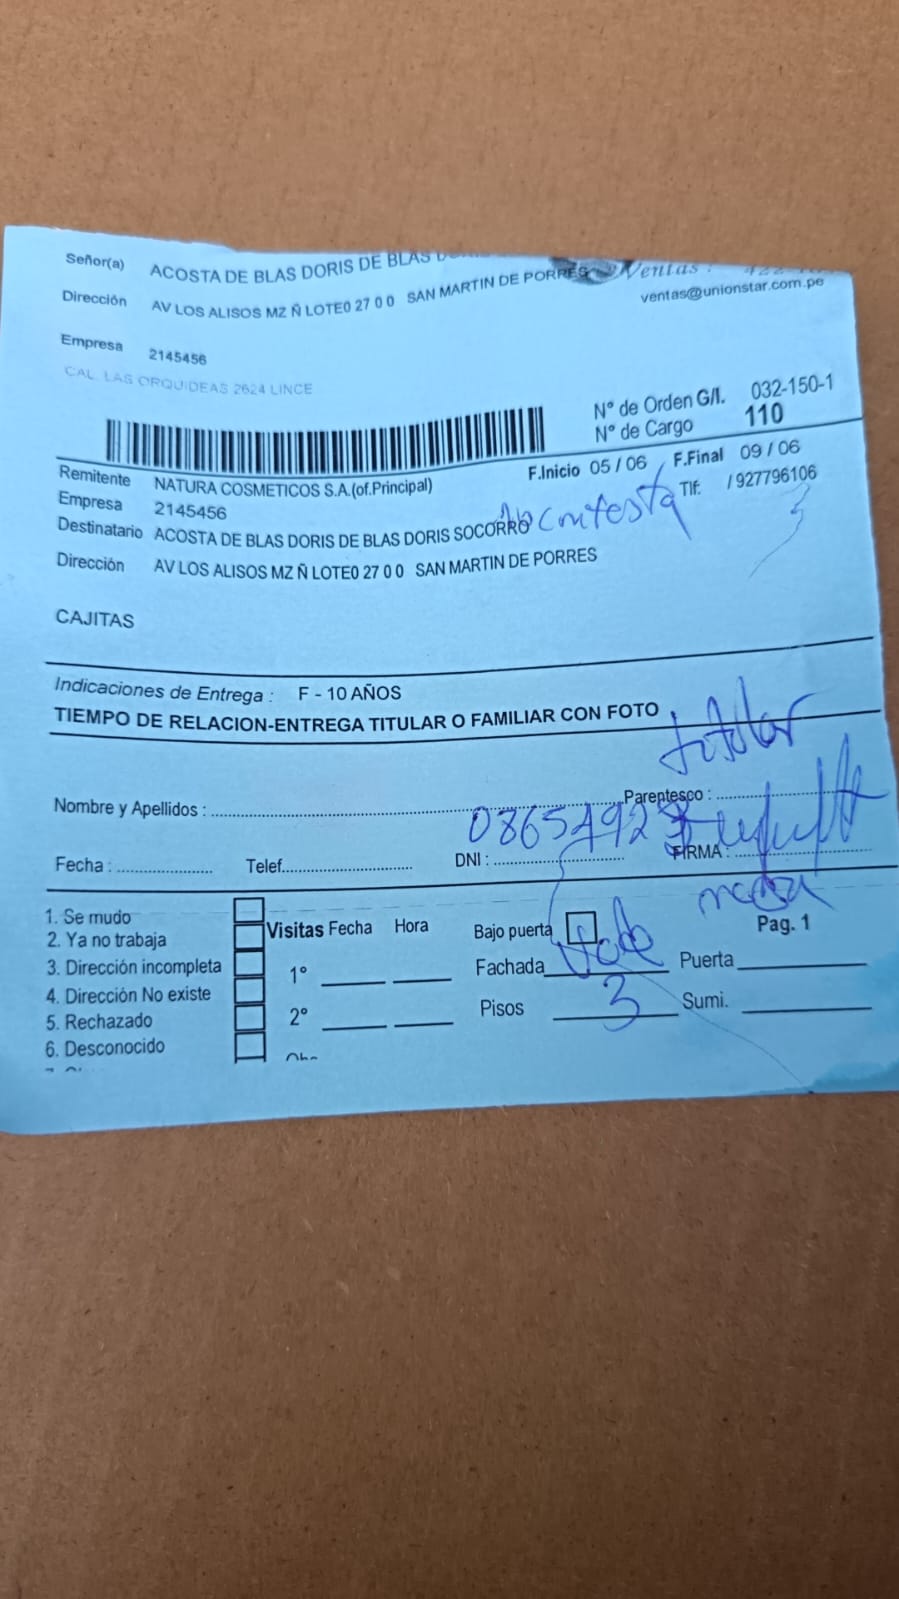 Señor(a) ACOSTA DE BLAS DORIS DE BLAS
Ventas :
Dirección AV LOS ALISOS MZ Ñ LOTE0 27 0 0 SAN MARTIN DE PORRES
ventas@unionstar.com.pe
Empresa 2145456
CAL. LAS ORQUIDEAS 2624 LINCE
N° de Orden G/I. 032-150-1
N° de Cargo 110
F.Inicio 05 / 06 F.Final 09 / 06
Remitente NATURA COSMETICOS S.A.(of.Principal)
Tlf: / 927796106
Empresa 2145456
No contesta
Destinatario ACOSTA DE BLAS DORIS DE BLAS DORIS SOCORRO
Dirección AV LOS ALISOS MZ Ñ LOTE0 27 0 0 SAN MARTIN DE PORRES
CAJITAS
Indicaciones de Entrega : F - 10 AÑOS
TIEMPO DE RELACION-ENTREGA TITULAR O FAMILIAR CON FOTO
titular
Nombre y Apellidos : Parentesco :
Fecha : Telef. DNI : 0865492 FIRMA :
1. Se mudo
2. Ya no trabaja
3. Dirección incompleta
4. Dirección No existe
5. Rechazado
6. Desconocido
Visitas Fecha Hora
1°
2°
Bajo puerta Pag. 1
Fachada Puerta
Pisos 3 Sumi.